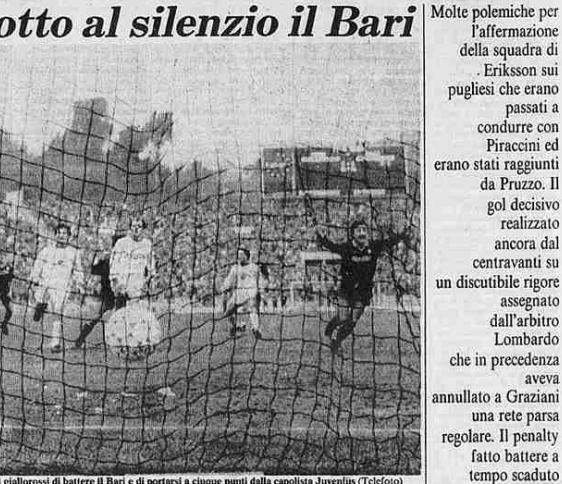 otto al silenzio il Bari
i giallorossi di battere il Bari e di portarsi a cinque punti dalla capolista Juventus (Telefoto)
Molte polemiche per
l'affermazione
della squadra di
Eriksson sui
pugliesi che erano
passati a
condurre con
Piraccini ed
erano stati raggiunti
da Pruzzo. Il
gol decisivo
realizzato
ancora dal
centravanti su
un discutibile rigore
assegnato
dall'arbitro
Lombardo
che in precedenza
aveva
annullato a Graziani
una rete parsa
regolare. Il penalty
fatto battere a
tempo scaduto